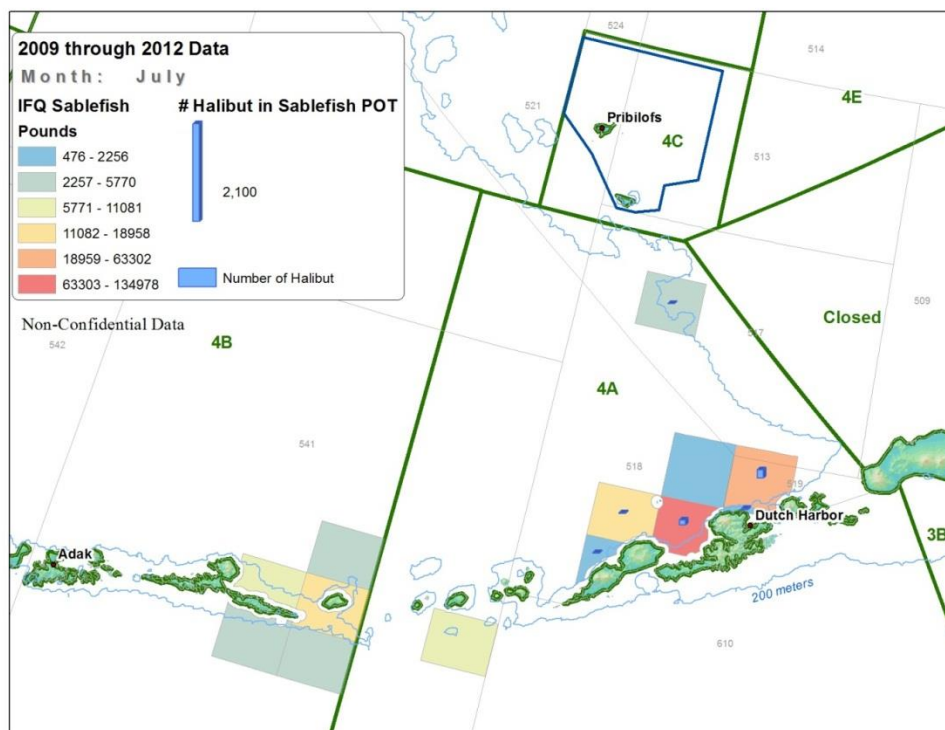 2009 through 2012 Data
Month: July
IFQ Sablefish
# Halibut in Sablefish POT
Pounds
476 - 2256
2257 - 5770
5771 - 11081
11082 - 18958
18959 - 63302
63303 - 134978
2,100
Number of Halibut
Non-Confidential Data
524
514
521
Pribilofs
4E
4C
513
509
Closed
517
542
4B
4A
541
518
519
Dutch Harbor
3B
Adak
200 meters
610